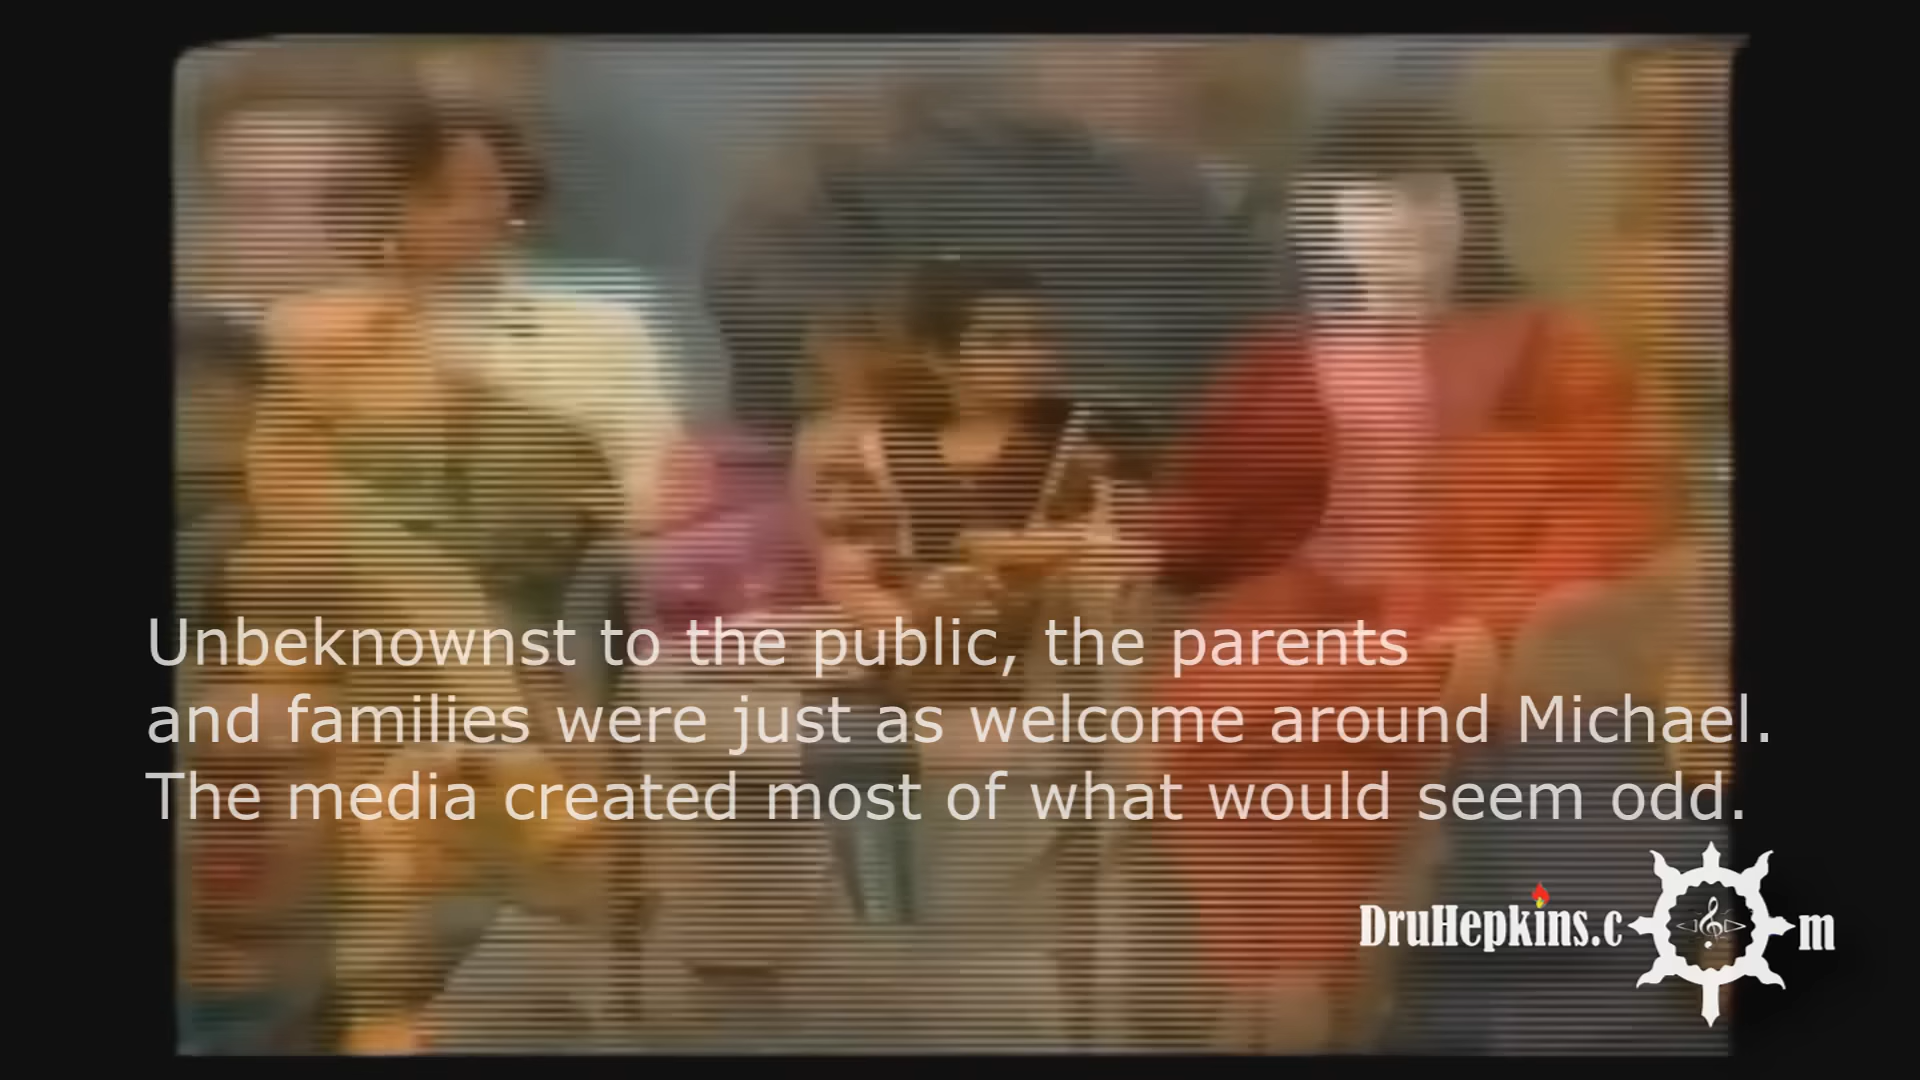 Unbeknownst to the public, the parents
and families were just as welcome around Michael.
The media created most of what would seem odd.
DruHepkins.com